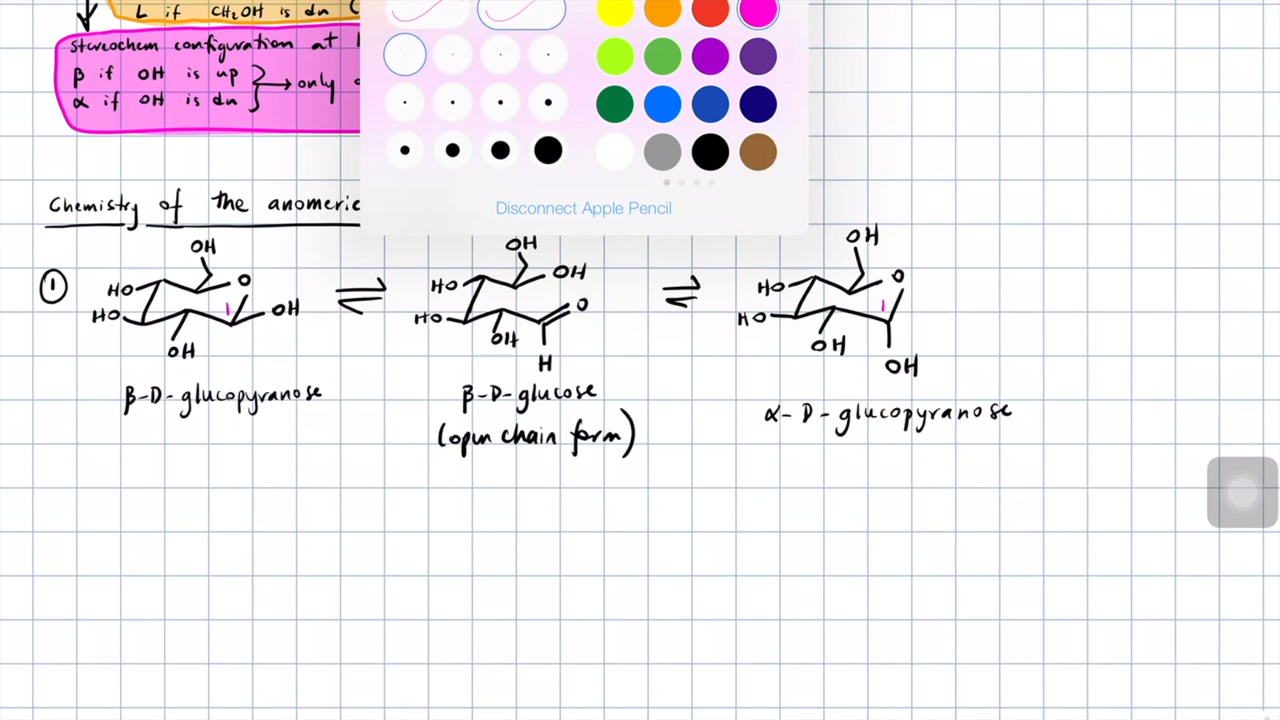 L if CH₂OH is dn (
stereochem configuration at
β if OH is up
α if OH is dn
→ only
Disconnect Apple Pencil
Chemistry of the anomeric
①
OH
HO
O
HO
1
OH
OH
⇌
OH
HO
OH
HO
O
OH
H
⇌
OH
HO
O
HO
1
OH
OH
β-D-glucopyranose
β-D-glucose
(open chain form)
α-D-glucopyranose